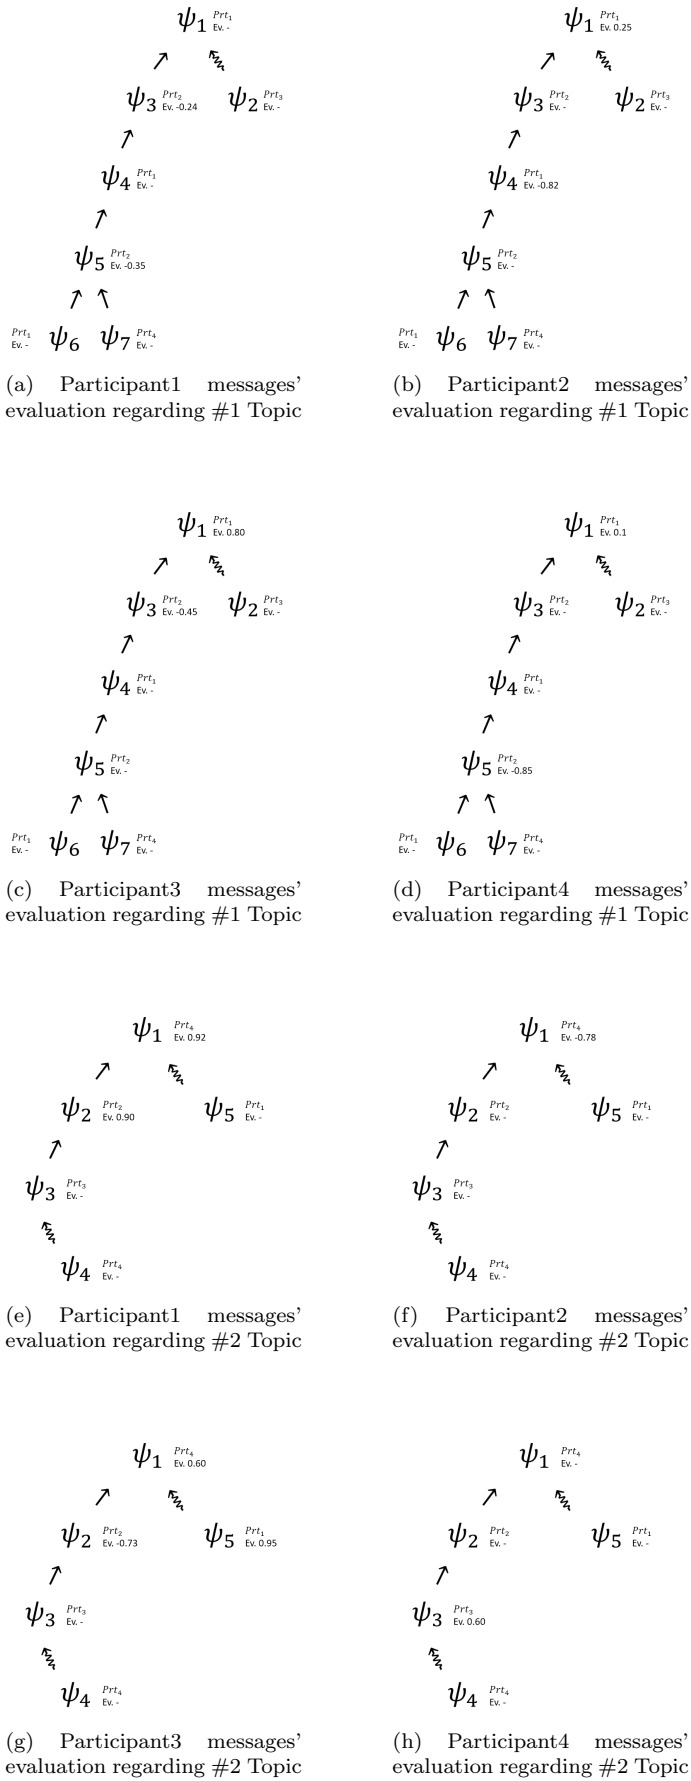 ψ1 Prt1
Ev. -
ψ3 Prt2
Ev. -0.24
ψ2 Prt3
Ev. -
ψ4 Prt1
Ev. -
ψ5 Prt2
Ev. -0.35
Prt1
Ev. -
ψ6
ψ7 Prt4
Ev. -
(a) Participant1 messages'
evaluation regarding #1 Topic
ψ1 Prt1
Ev. 0.25
ψ3 Prt2
Ev. -
ψ2 Prt3
Ev. -
ψ4 Prt1
Ev. -0.82
ψ5 Prt2
Ev. -
Prt1
Ev. -
ψ6
ψ7 Prt4
Ev. -
(b) Participant2 messages'
evaluation regarding #1 Topic
ψ1 Prt1
Ev. 0.80
ψ3 Prt2
Ev. -0.45
ψ2 Prt3
Ev. -
ψ4 Prt1
Ev. -
ψ5 Prt2
Ev. -
Prt1
Ev. -
ψ6
ψ7 Prt4
Ev. -
(c) Participant3 messages'
evaluation regarding #1 Topic
ψ1 Prt1
Ev. 0.1
ψ3 Prt2
Ev. -
ψ2 Prt3
Ev. -
ψ4 Prt1
Ev. -
ψ5 Prt2
Ev. -0.85
Prt1
Ev. -
ψ6
ψ7 Prt4
Ev. -
(d) Participant4 messages'
evaluation regarding #1 Topic
ψ1 Prt4
Ev. 0.92
ψ2 Prt2
Ev. 0.90
ψ5 Prt1
Ev. -
ψ3 Prt3
Ev. -
ψ4 Prt4
Ev. -
(e) Participant1 messages'
evaluation regarding #2 Topic
ψ1 Prt4
Ev. -0.78
ψ2 Prt2
Ev. -
ψ5 Prt1
Ev. -
ψ3 Prt3
Ev. -
ψ4 Prt4
Ev. -
(f) Participant2 messages'
evaluation regarding #2 Topic
ψ1 Prt4
Ev. 0.60
ψ2 Prt2
Ev. -0.73
ψ5 Prt1
Ev. 0.95
ψ3 Prt3
Ev. -
ψ4 Prt4
Ev. -
(g) Participant3 messages'
evaluation regarding #2 Topic
ψ1 Prt4
Ev. -
ψ2 Prt2
Ev. -
ψ5 Prt1
Ev. -
ψ3 Prt3
Ev. 0.60
ψ4 Prt4
Ev. -
(h) Participant4 messages'
evaluation regarding #2 Topic